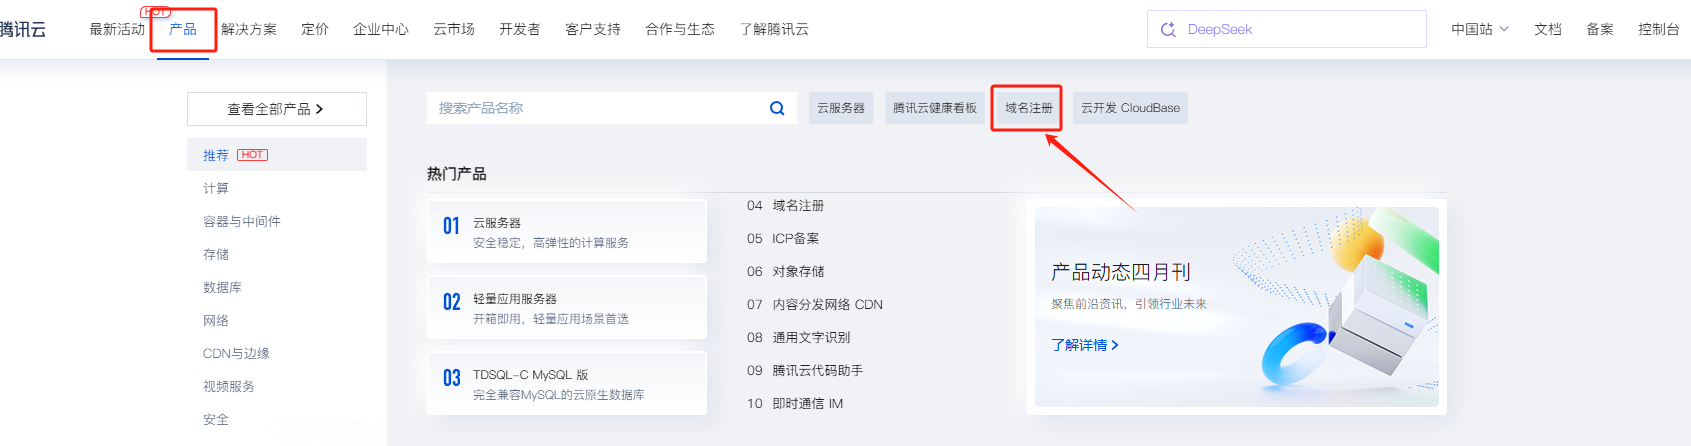 腾讯云
最新活动
HOT
产品
解决方案
定价
企业中心
云市场
开发者
客户支持
合作与生态
了解腾讯云
DeepSeek
中国站
文档
备案
控制台
查看全部产品
搜索产品名称
云服务器
腾讯云健康看板
域名注册
云开发 CloudBase
推荐 HOT
计算
容器与中间件
存储
数据库
网络
CDN与边缘
视频服务
安全
热门产品
01 云服务器
安全稳定，高弹性的计算服务
02 轻量应用服务器
开箱即用，轻量应用场景首选
03 TDSQL-C MySQL 版
完全兼容MySQL的云原生数据库
04 域名注册
05 ICP备案
06 对象存储
07 内容分发网络 CDN
08 通用文字识别
09 腾讯云代码助手
10 即时通信 IM
产品动态四月刊
聚焦前沿资讯，引领行业未来
了解详情